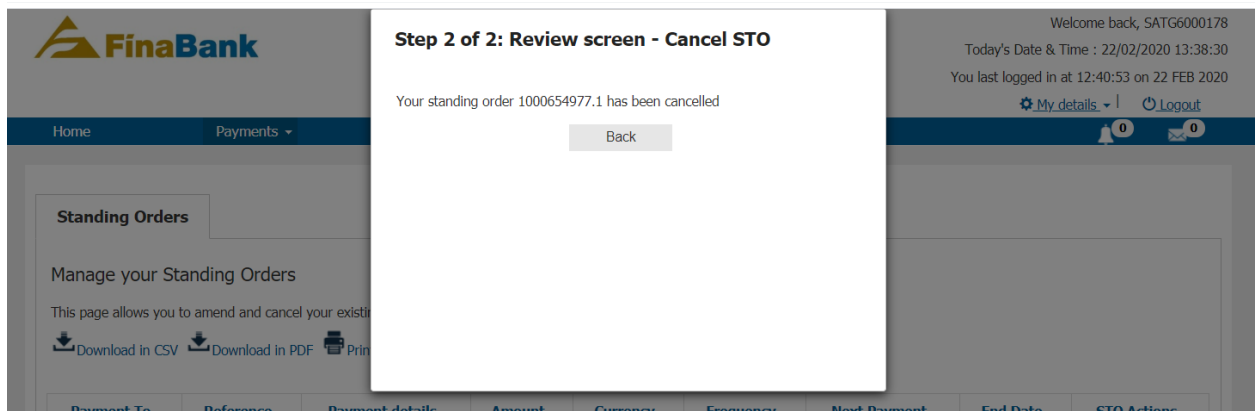 FinaBank
Welcome back, SATG6000178
Today's Date & Time : 22/02/2020 13:38:30
You last logged in at 12:40:53 on 22 FEB 2020
My details
Logout
Home Payments 0 0
Step 2 of 2: Review screen - Cancel STO
Your standing order 1000654977.1 has been cancelled
Back
Standing Orders
Manage your Standing Orders
This page allows you to amend and cancel your
Download in CSV Download in PDF
Payment To Reference Payment details Amount Currency Frequency Next Payment End Date STO Actions